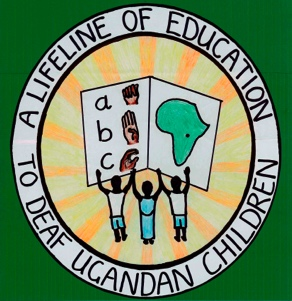 A LIFELINE OF EDUCATION
TO DEAF UGANDAN CHILDREN
a
b
c